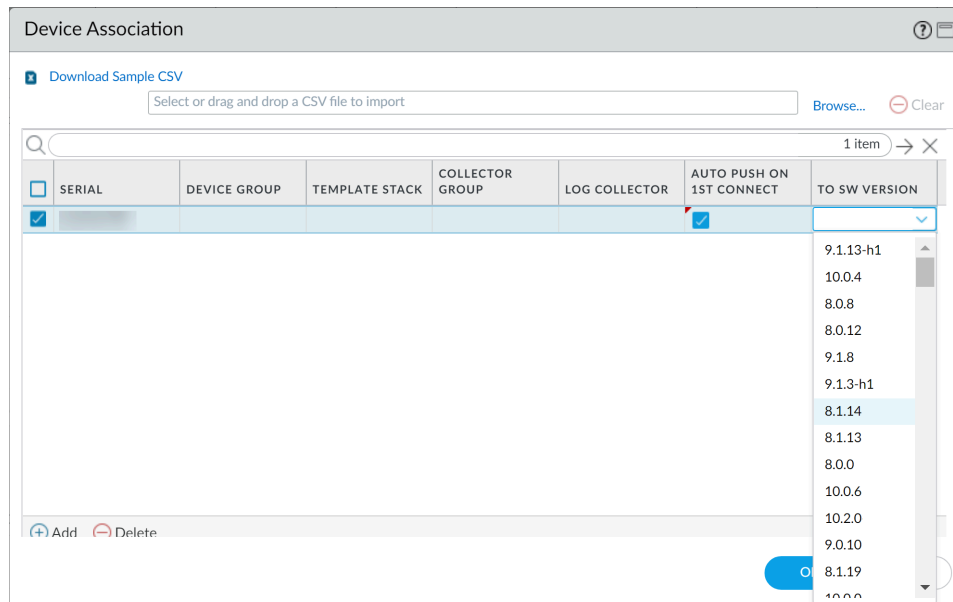 Device Association
Download Sample CSV
Select or drag and drop a CSV file to import
Browse...
Clear
1 item
SERIAL
DEVICE GROUP
TEMPLATE STACK
COLLECTOR
GROUP
LOG COLLECTOR
AUTO PUSH ON
1ST CONNECT
TO SW VERSION
9.1.13-h1
10.0.4
8.0.8
8.0.12
9.1.8
9.1.3-h1
8.1.14
8.1.13
8.0.0
10.0.6
10.2.0
9.0.10
8.1.19
10.0.0
Add
Delete